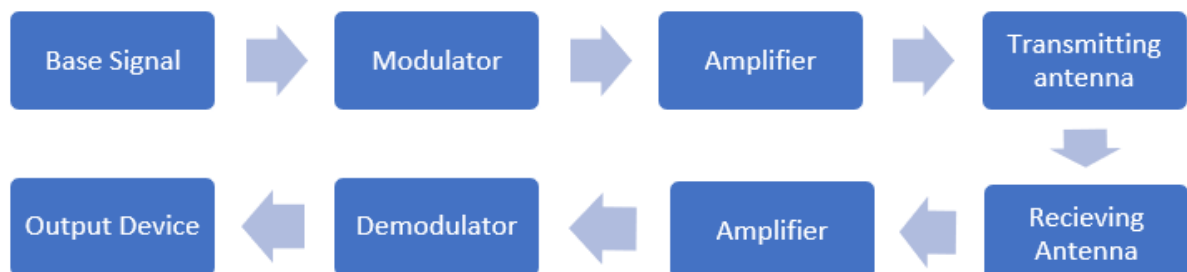 Base Signal
Modulator
Amplifier
Transmitting
antenna
Recieving
Antenna
Amplifier
Demodulator
Output Device